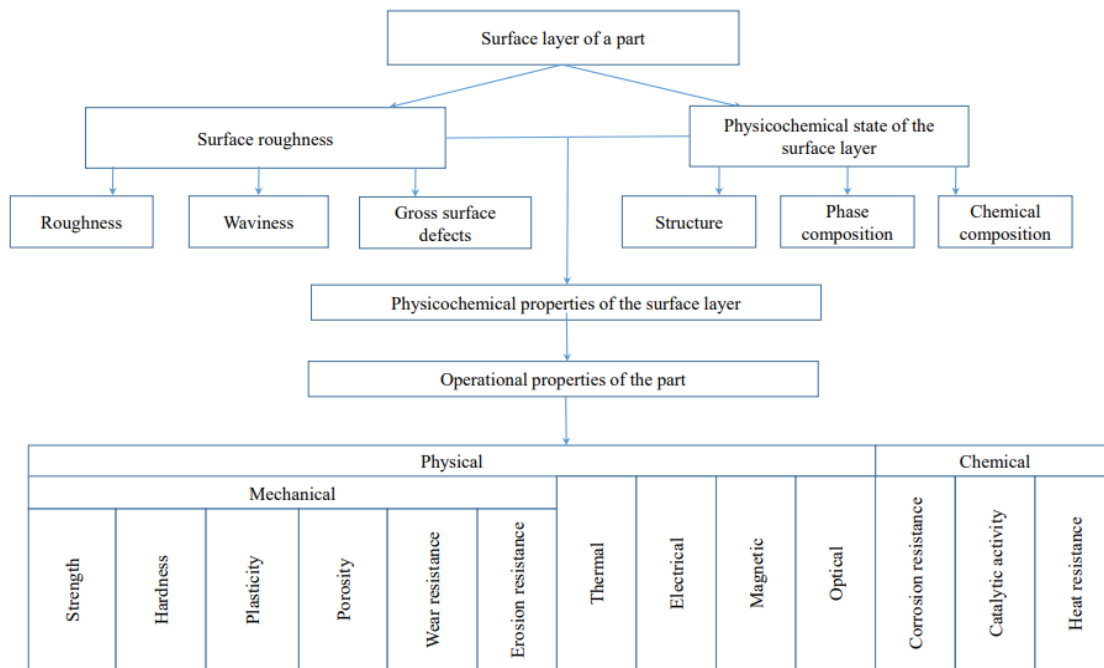 Surface layer of a part
Surface roughness
Physicochemical state of the
surface layer
Roughness
Waviness
Gross surface
defects
Structure
Phase
composition
Chemical
composition
Physicochemical properties of the surface layer
Operational properties of the part
Physical
Chemical
Mechanical
Strength
Hardness
Plasticity
Porosity
Wear resistance
Erosion resistance
Thermal
Electrical
Magnetic
Optical
Corrosion resistance
Catalytic activity
Heat resistance